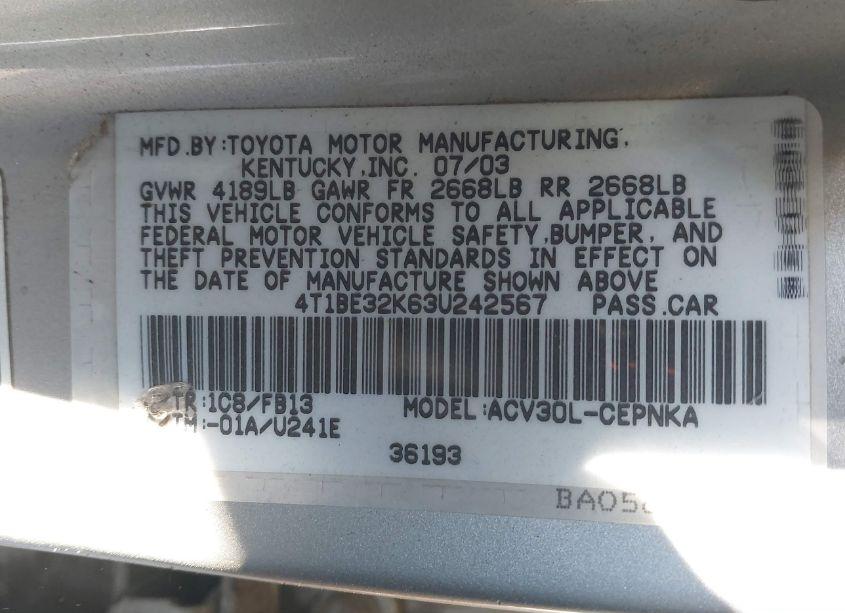 MFD.BY:TOYOTA MOTOR MANUFACTURING,
KENTUCKY,INC. 07/03
GVWR 4189LB GAWR FR 2668LB RR 2668LB
THIS VEHICLE CONFORMS TO ALL APPLICABLE
FEDERAL MOTOR VEHICLE SAFETY,BUMPER, AND
THEFT PREVENTION STANDARDS IN EFFECT ON
THE DATE OF MANUFACTURE SHOWN ABOVE
4T1BE32K63U242567 PASS.CAR
TR:1C8/FB13 MODEL:ACV30L-CEPNKA
TM:-01A/U241E
36193